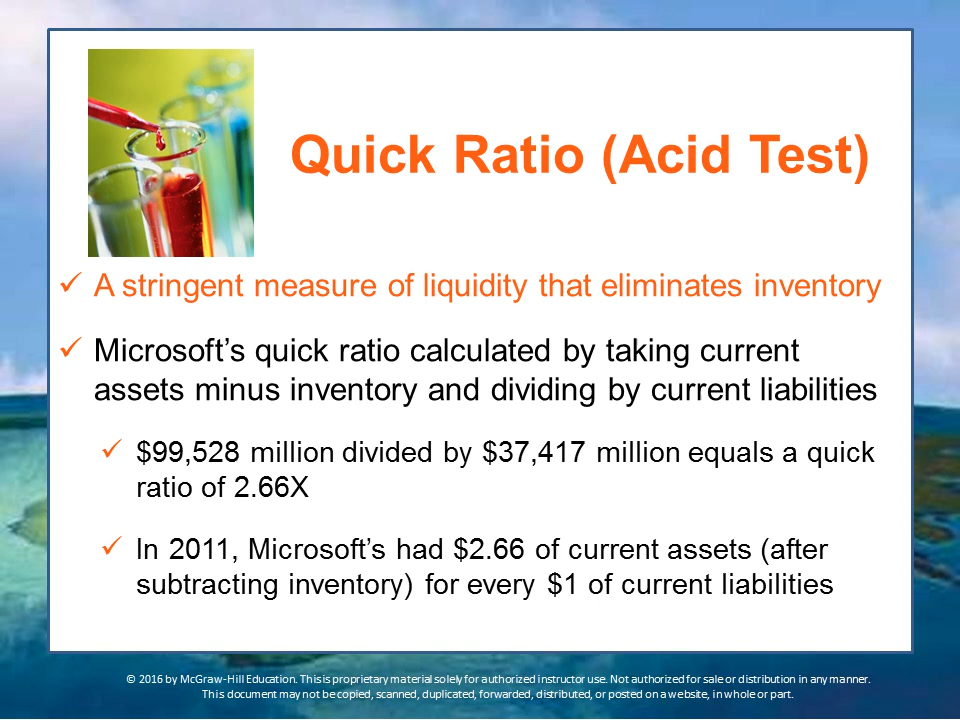 Quick Ratio (Acid Test)
✓ A stringent measure of liquidity that eliminates inventory
✓ Microsoft’s quick ratio calculated by taking current
assets minus inventory and dividing by current liabilities
✓ $99,528 million divided by $37,417 million equals a quick
ratio of 2.66X
✓ In 2011, Microsoft’s had $2.66 of current assets (after
subtracting inventory) for every $1 of current liabilities
© 2016 by McGraw-Hill Education. This is proprietary material solely for authorized instructor use. Not authorized for sale or distribution in any manner.
This document may not be copied, scanned, duplicated, forwarded, distributed, or posted on a website, in whole or part.